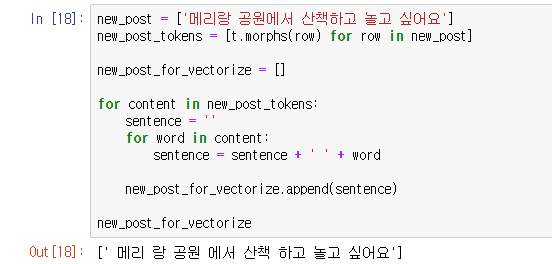 In [18]: new_post = ['메리랑 공원에서 산책하고 놀고 싶어요']
new_post_tokens = [t.morphs(row) for row in new_post]
new_post_for_vectorize = []
for content in new_post_tokens:
sentence = ''
for word in content:
sentence = sentence + ' ' + word
new_post_for_vectorize.append(sentence)
new_post_for_vectorize
Out[18]: [' 메리 랑 공원 에서 산책 하고 놀고 싶어요']